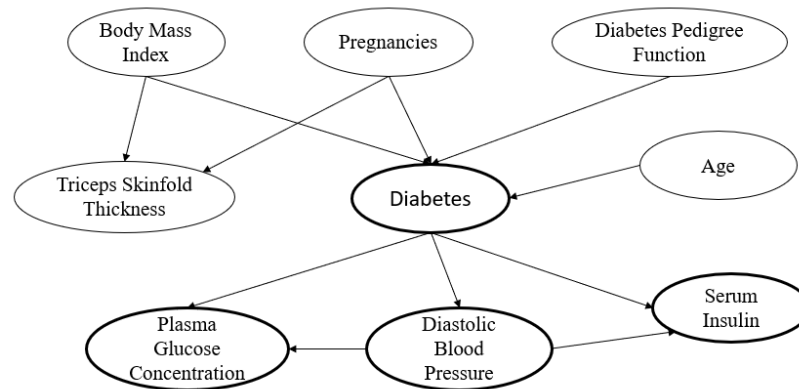 Body Mass
Index
Pregnancies
Diabetes Pedigree
Function
Triceps Skinfold
Thickness
Diabetes
Age
Plasma
Glucose
Concentration
Diastolic
Blood
Pressure
Serum
Insulin